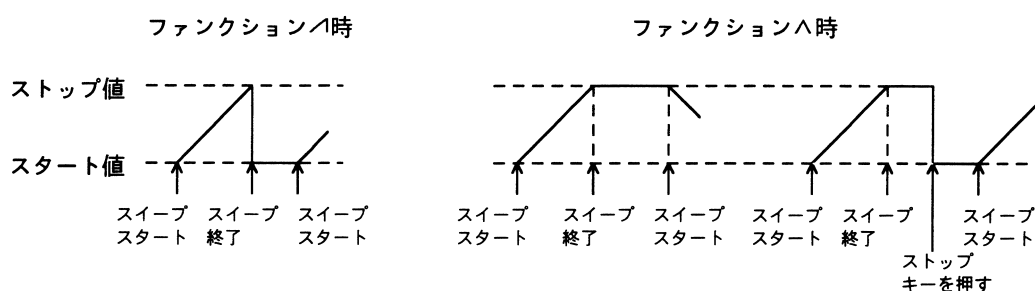 ファンクション⩘時
ファンクション∧時
ストップ値
スタート値
スイープ
スタート
スイープ
終了
スイープ
スタート
スイープ
スタート
スイープ
終了
スイープ
スタート
スイープ
スタート
スイープ
終了
ストップ
キーを押す
スイープ
スタート